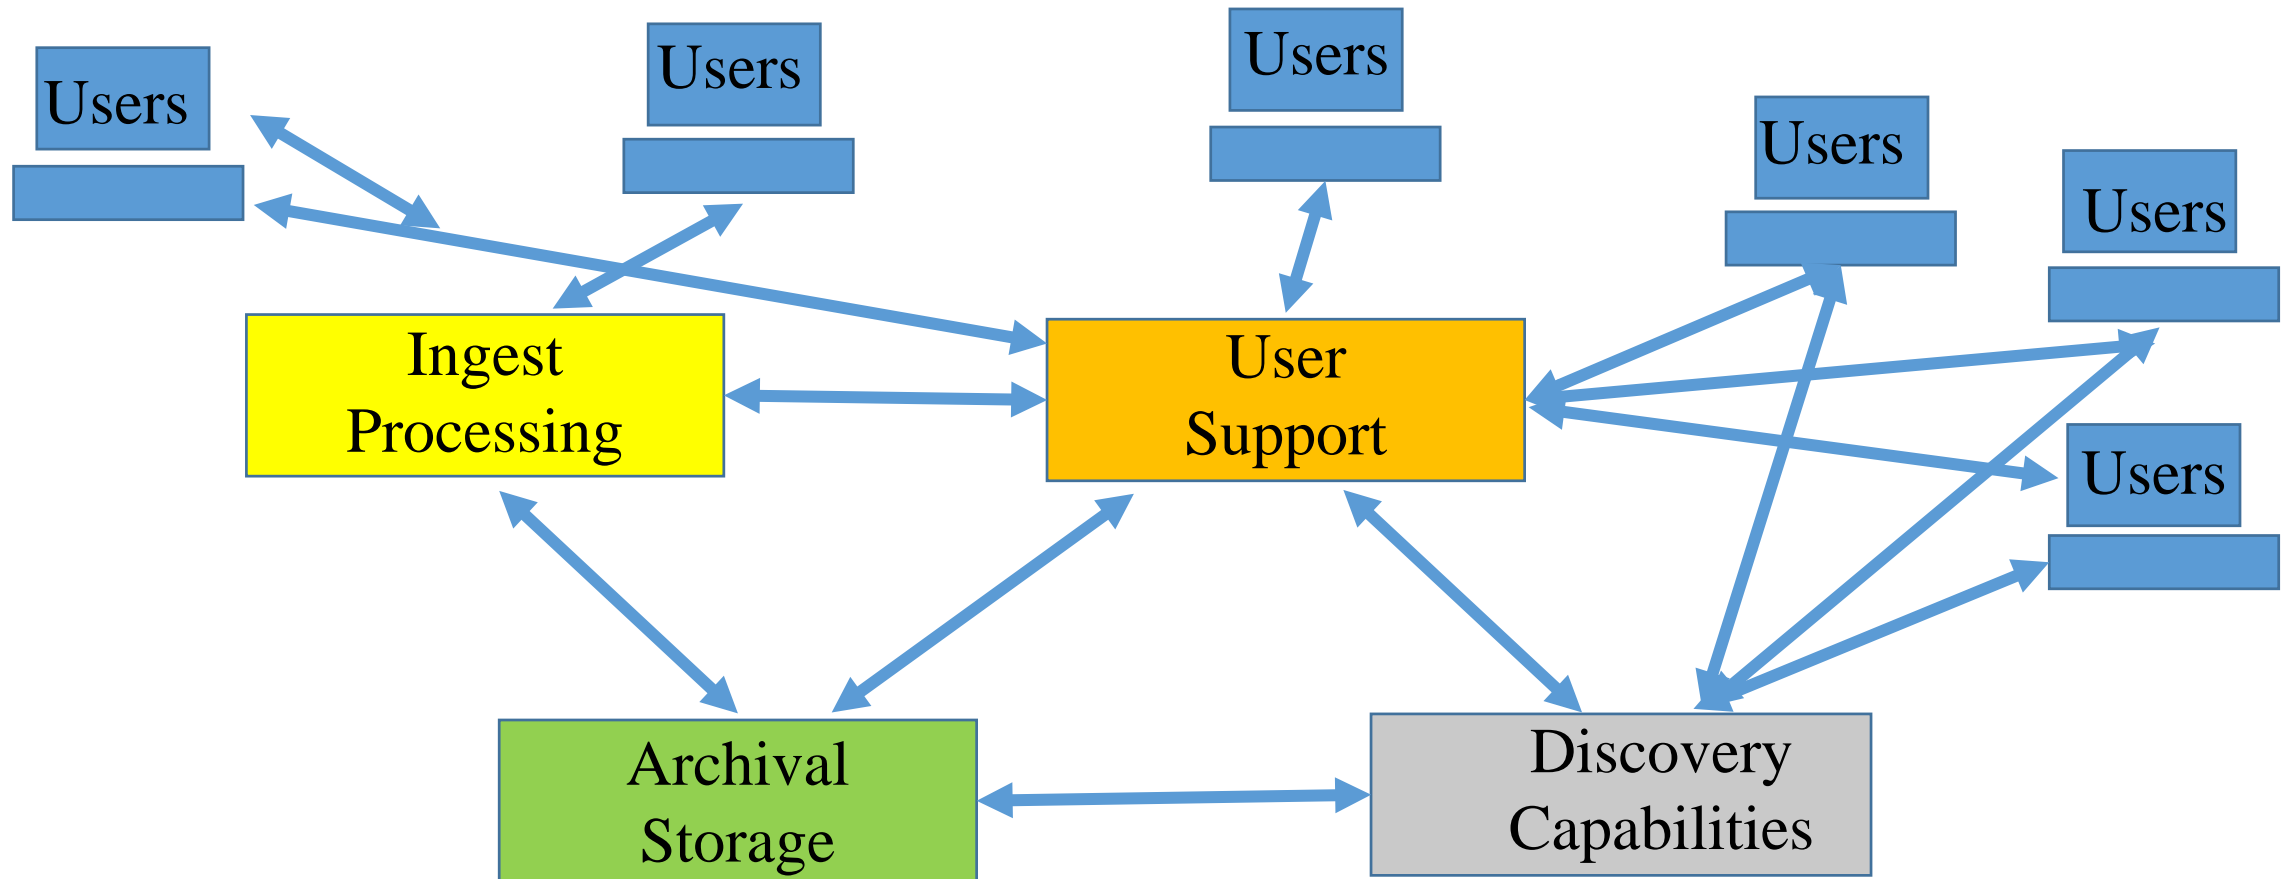 Users
Users
Users
Users
Users
Users
Ingest
Processing
User
Support
Archival
Storage
Discovery
Capabilities